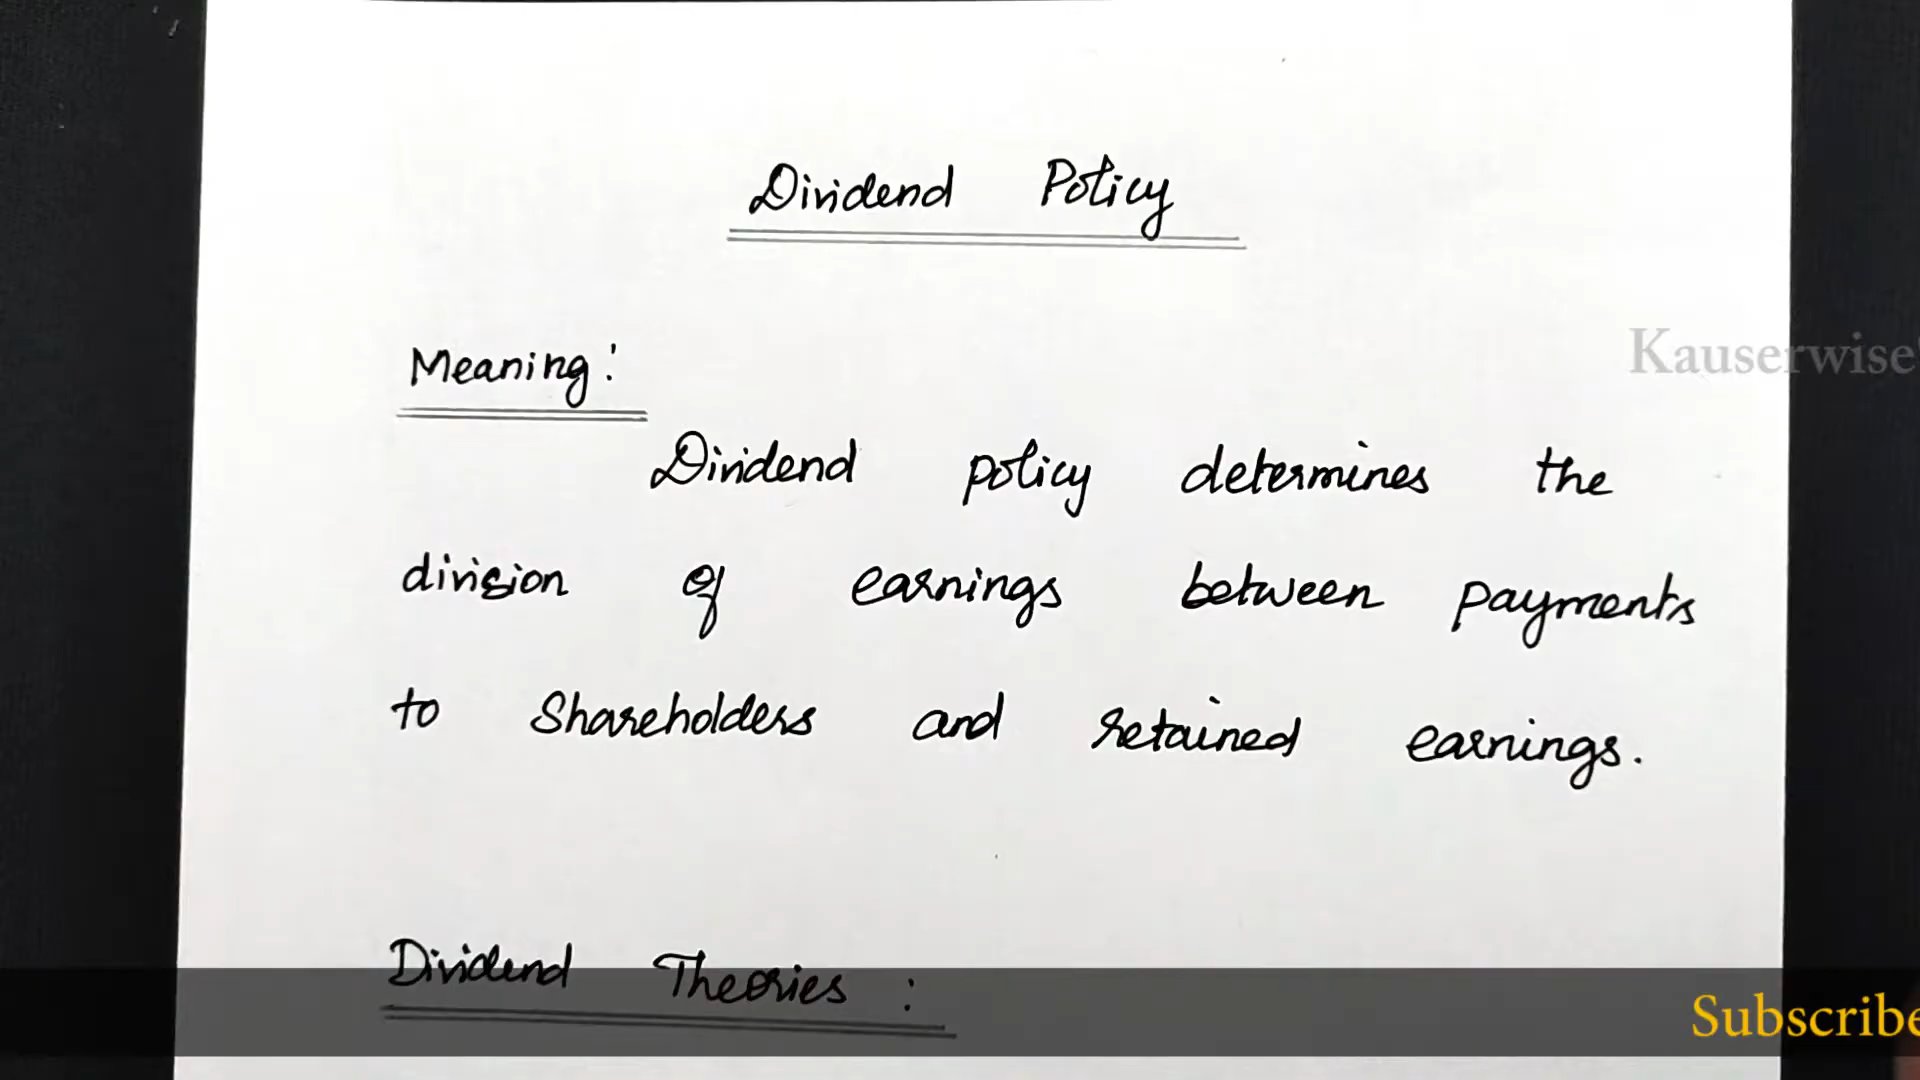 Dividend Policy
Meaning:
Kauserwise
Dividend policy determines the
division of earnings between payments
to Shareholders and retained earnings.
Dividend Theories :
Subscribe